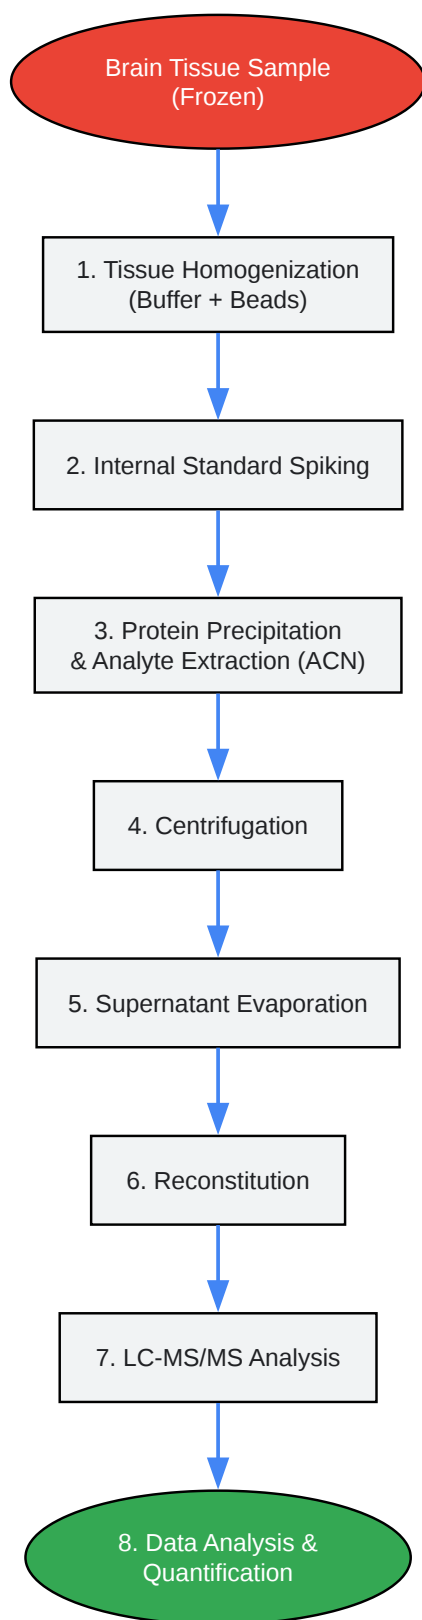 Brain Tissue Sample
(Frozen)
1. Tissue Homogenization
(Buffer + Beads)
2. Internal Standard Spiking
3. Protein Precipitation
& Analyte Extraction (ACN)
4. Centrifugation
5. Supernatant Evaporation
6. Reconstitution
7. LC-MS/MS Analysis
8. Data Analysis &
Quantification